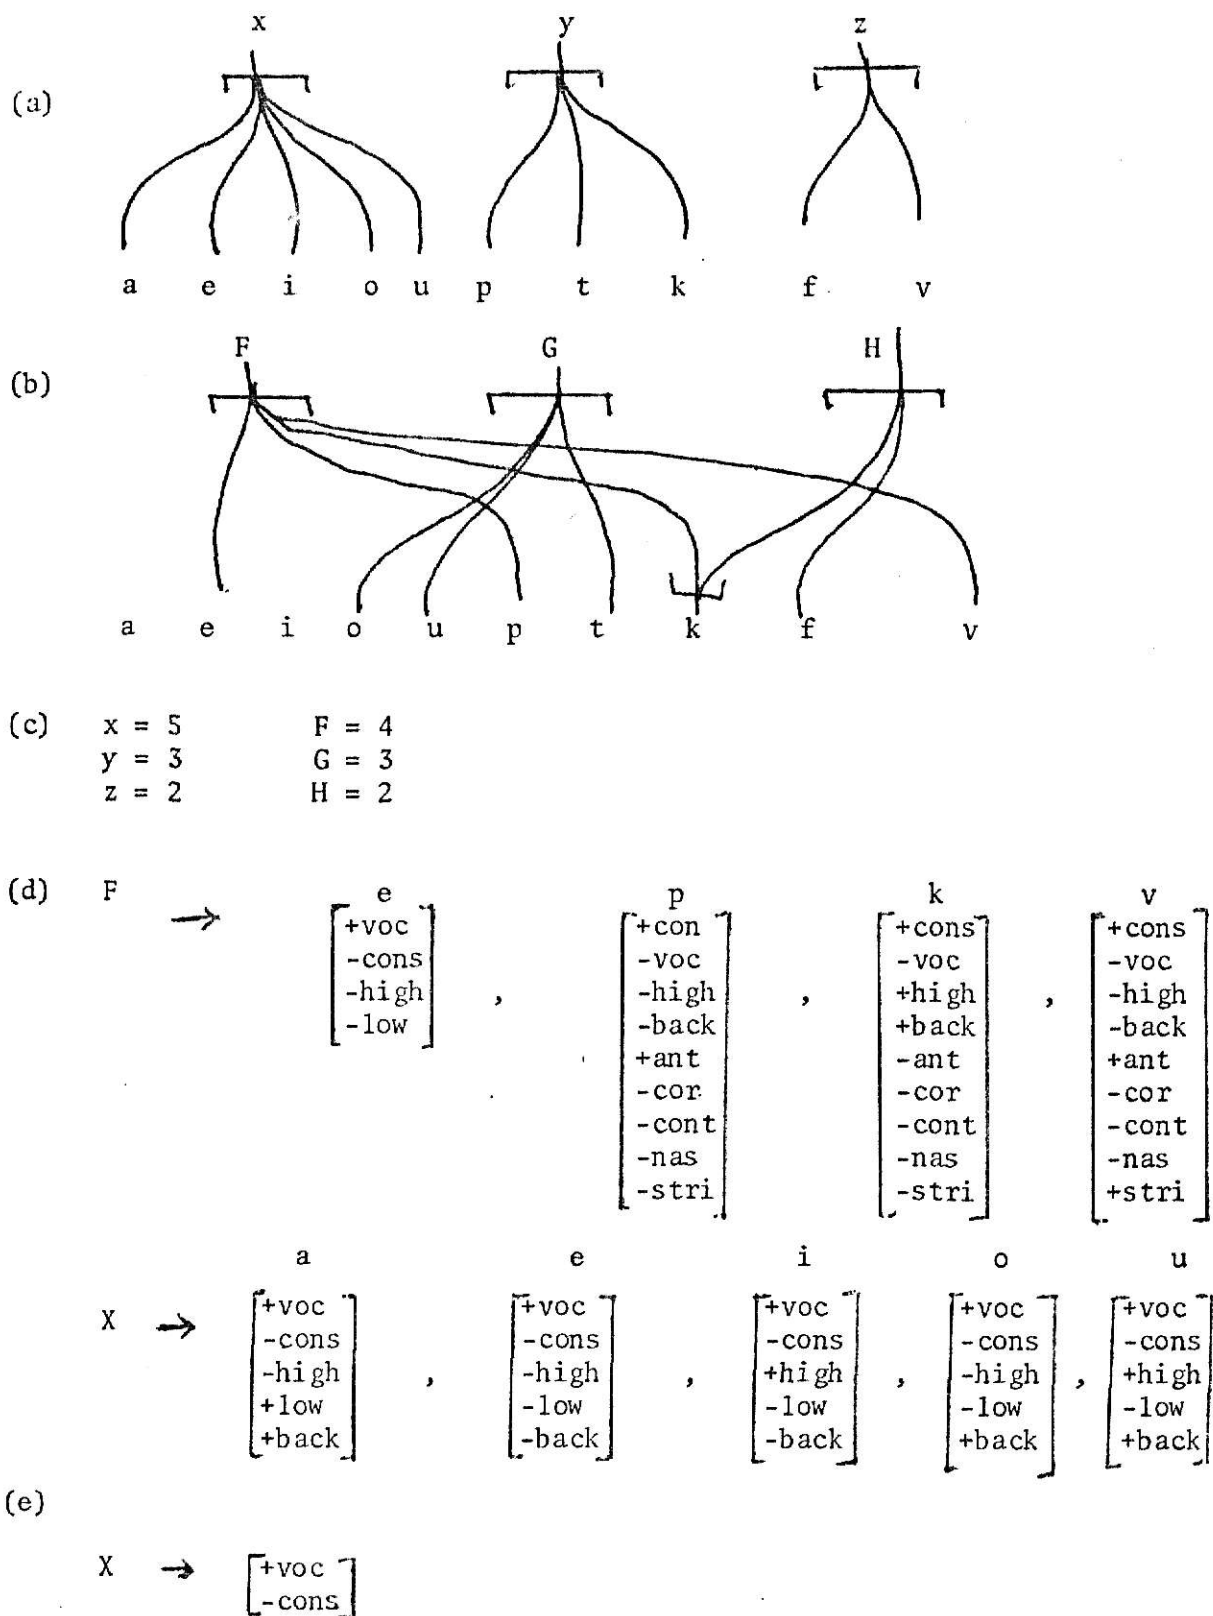 x y z
(a)
a e i o u p t k f v
F G H
(b)
a e i o u p t k f v
(c) x = 5 F = 4
y = 3 G = 3
z = 2 H = 2
(d) F → e p k v
+voc +con +cons +cons
-cons -voc -voc -voc
-high , -high , +high , -high
-low -back +back -back
+ant -ant +ant
-cor -cor -cor
-cont -cont -cont
-nas -nas -nas
-stri -stri +stri
a e i o u
+voc +voc +voc +voc +voc
X → -cons -cons -cons -cons -cons
-high , -high , +high , -high , +high
+low -low -low -low -low
+back -back -back +back +back
(e)
X → +voc
-cons